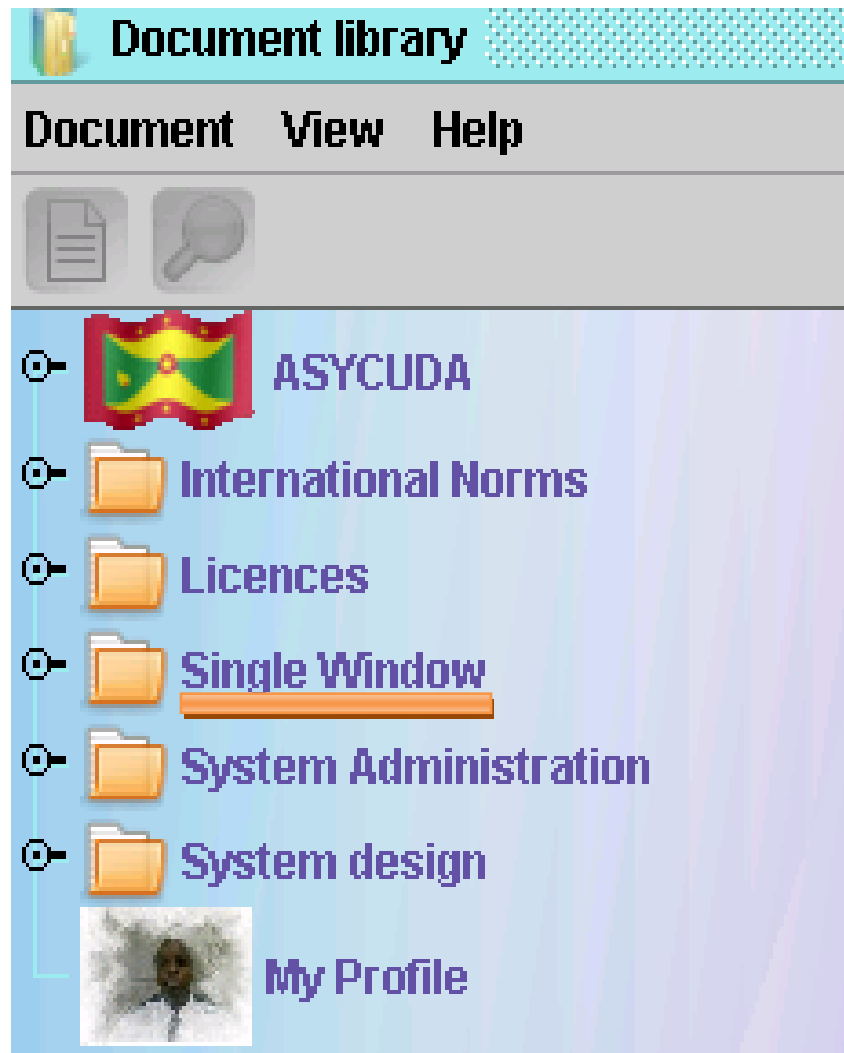 Document library
Document View Help
ASYCUDA
International Norms
Licences
Single Window
System Administration
System design
My Profile